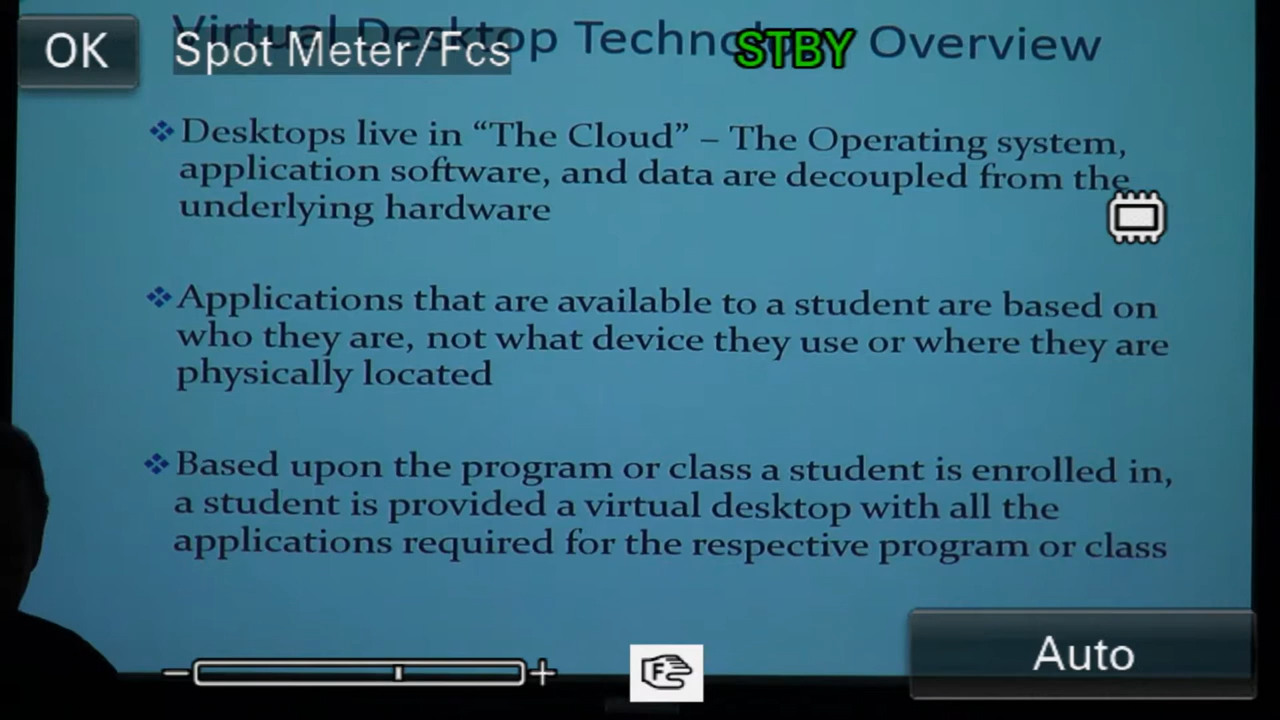 Virtual Desktop Technology Overview
OK
Spot Meter/Fcs
STBY
❖Desktops live in “The Cloud” – The Operating system,
application software, and data are decoupled from the
underlying hardware
❖Applications that are available to a student are based on
who they are, not what device they use or where they are
physically located
❖Based upon the program or class a student is enrolled in,
a student is provided a virtual desktop with all the
applications required for the respective program or class
– +
F
Auto